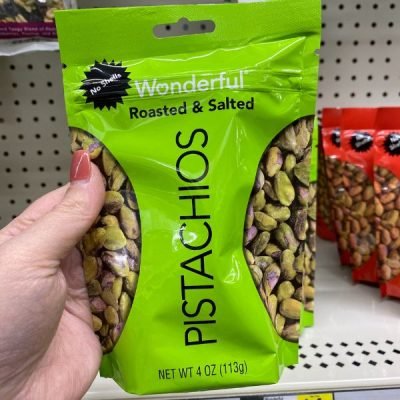 No Shells
Wonderful
Roasted & Salted
PISTACHIOS
NET WT 4 OZ (113g)